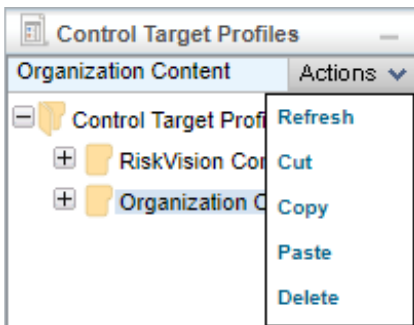 Control Target Profiles
Organization Content Actions
Control Target Profi
Refresh
RiskVision Cor
Cut
Organization C
Copy
Paste
Delete